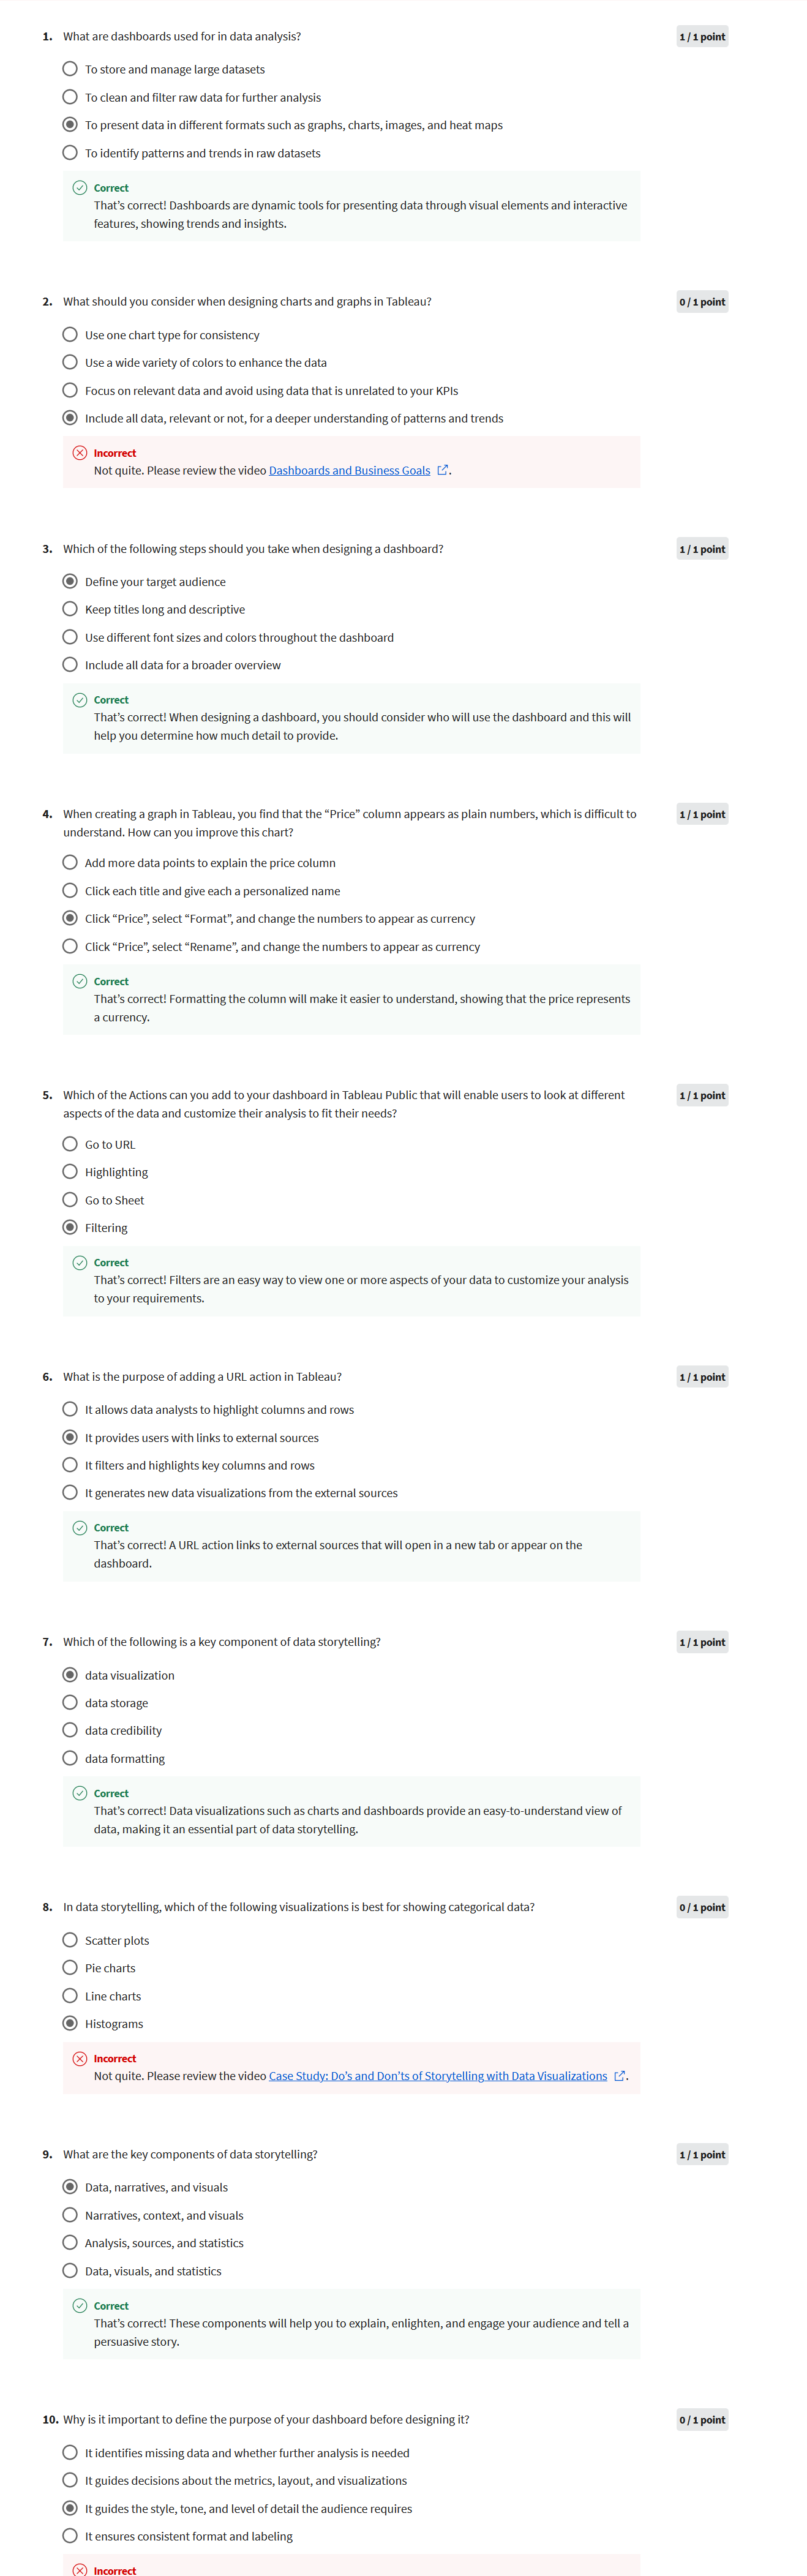 1. What are dashboards used for in data analysis?
1 / 1 point
To store and manage large datasets
To clean and filter raw data for further analysis
To present data in different formats such as graphs, charts, images, and heat maps
To identify patterns and trends in raw datasets
Correct
That’s correct! Dashboards are dynamic tools for presenting data through visual elements and interactive
features, showing trends and insights.
2. What should you consider when designing charts and graphs in Tableau?
0 / 1 point
Use one chart type for consistency
Use a wide variety of colors to enhance the data
Focus on relevant data and avoid using data that is unrelated to your KPIs
Include all data, relevant or not, for a deeper understanding of patterns and trends
Incorrect
Not quite. Please review the video Dashboards and Business Goals.
3. Which of the following steps should you take when designing a dashboard?
1 / 1 point
Define your target audience
Keep titles long and descriptive
Use different font sizes and colors throughout the dashboard
Include all data for a broader overview
Correct
That’s correct! When designing a dashboard, you should consider who will use the dashboard and this will
help you determine how much detail to provide.
4. When creating a graph in Tableau, you find that the “Price” column appears as plain numbers, which is difficult to
understand. How can you improve this chart?
1 / 1 point
Add more data points to explain the price column
Click each title and give each a personalized name
Click “Price”, select “Format”, and change the numbers to appear as currency
Click “Price”, select “Rename”, and change the numbers to appear as currency
Correct
That’s correct! Formatting the column will make it easier to understand, showing that the price represents
a currency.
5. Which of the Actions can you add to your dashboard in Tableau Public that will enable users to look at different
aspects of the data and customize their analysis to fit their needs?
1 / 1 point
Go to URL
Highlighting
Go to Sheet
Filtering
Correct
That’s correct! Filters are an easy way to view one or more aspects of your data to customize your analysis
to your requirements.
6. What is the purpose of adding a URL action in Tableau?
1 / 1 point
It allows data analysts to highlight columns and rows
It provides users with links to external sources
It filters and highlights key columns and rows
It generates new data visualizations from the external sources
Correct
That’s correct! A URL action links to external sources that will open in a new tab or appear on the
dashboard.
7. Which of the following is a key component of data storytelling?
1 / 1 point
data visualization
data storage
data credibility
data formatting
Correct
That’s correct! Data visualizations such as charts and dashboards provide an easy-to-understand view of
data, making it an essential part of data storytelling.
8. In data storytelling, which of the following visualizations is best for showing categorical data?
0 / 1 point
Scatter plots
Pie charts
Line charts
Histograms
Incorrect
Not quite. Please review the video Case Study: Do’s and Don’ts of Storytelling with Data Visualizations.
9. What are the key components of data storytelling?
1 / 1 point
Data, narratives, and visuals
Narratives, context, and visuals
Analysis, sources, and statistics
Data, visuals, and statistics
Correct
That’s correct! These components will help you to explain, enlighten, and engage your audience and tell a
persuasive story.
10. Why is it important to define the purpose of your dashboard before designing it?
0 / 1 point
It identifies missing data and whether further analysis is needed
It guides decisions about the metrics, layout, and visualizations
It guides the style, tone, and level of detail the audience requires
It ensures consistent format and labeling
Incorrect